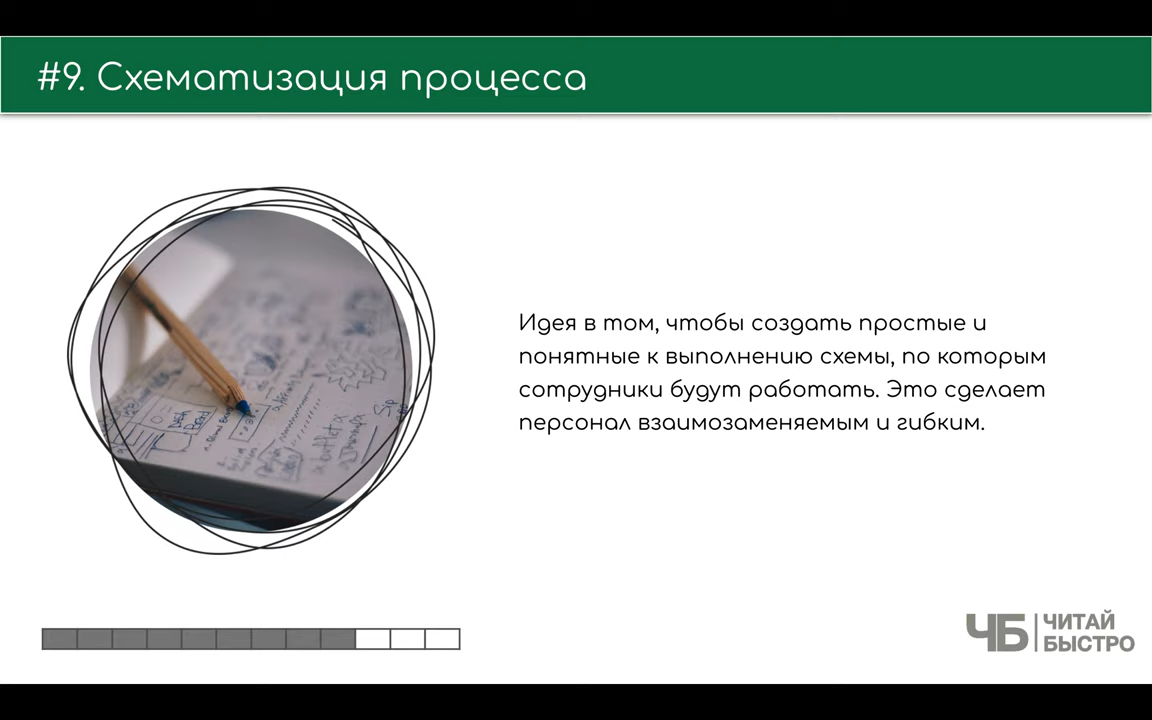 #9. Схематизация процесса
Идея в том, чтобы создать простые и
понятные к выполнению схемы, по которым
сотрудники будут работать. Это сделает
персонал взаимозаменяемым и гибким.
ЧБ
ЧИТАЙ
БЫСТРО